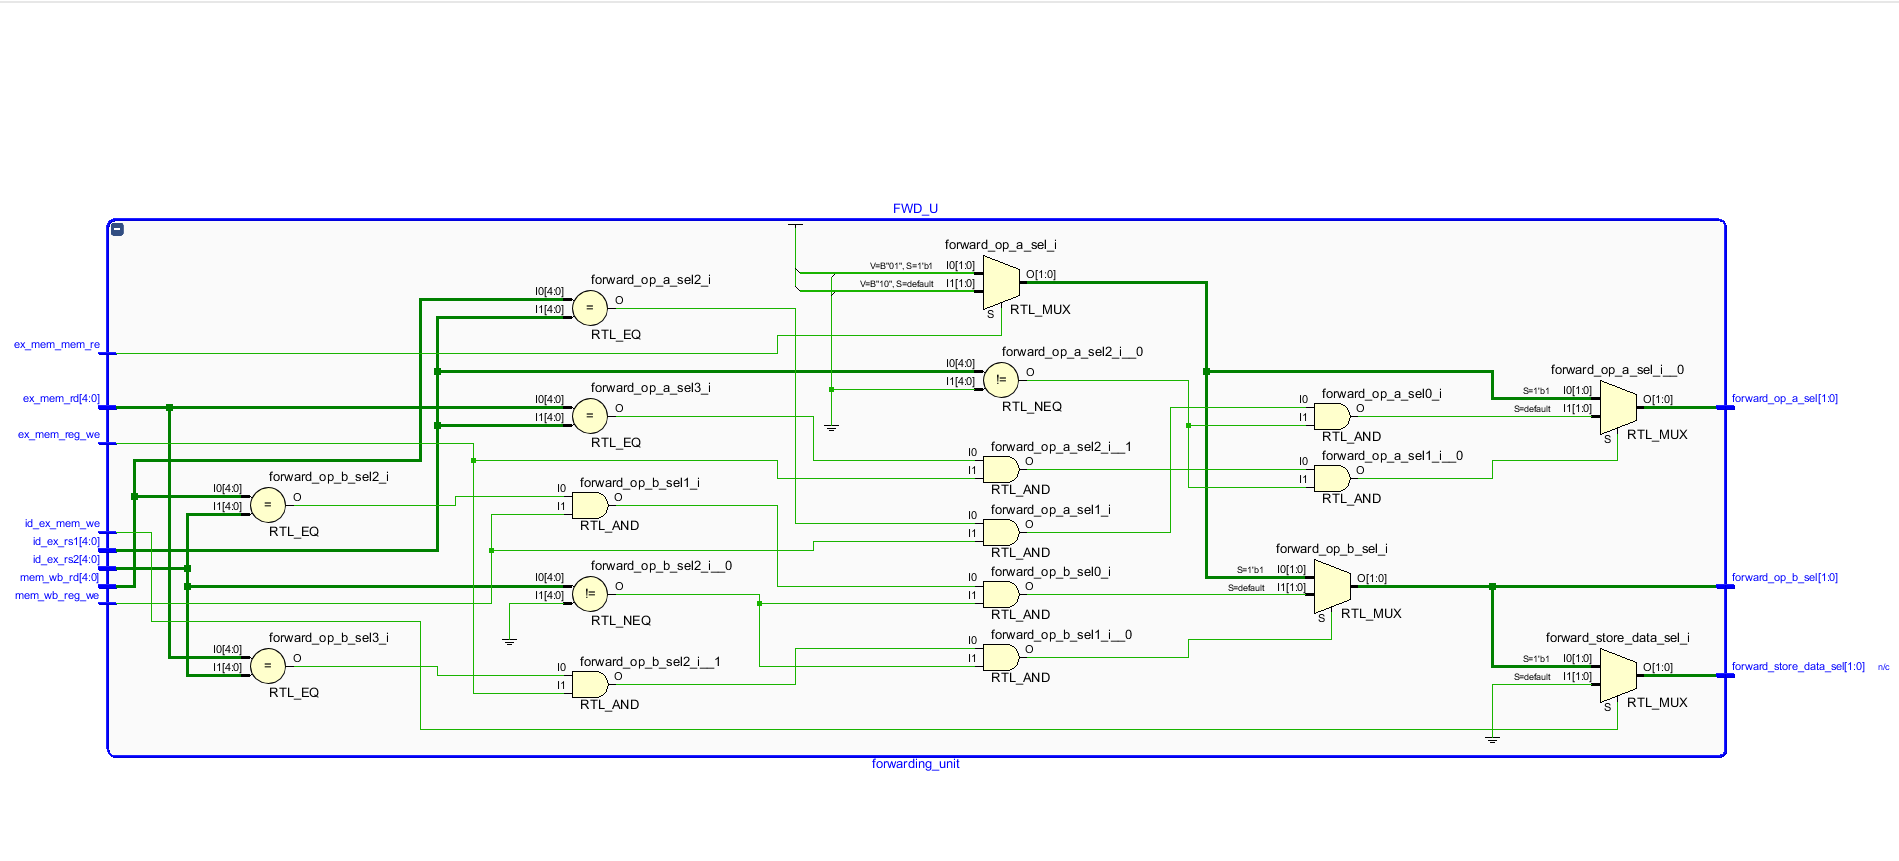 FWD_U
forward_op_a_sel_i
V=B"01", S=1'b1 I0[1:0]
O[1:0]
V=B"10", S=default I1[1:0]
S
RTL_MUX
forward_op_a_sel2_i
I0[4:0]
O
I1[4:0]
RTL_EQ
ex_mem_mem_re
forward_op_a_sel2_i__0
I0[4:0]
O
I1[4:0]
!=
RTL_NEQ
forward_op_a_sel_i__0
S=1'b1 I0[1:0]
O[1:0]
S=default I1[1:0]
S
RTL_MUX
forward_op_a_sel[1:0]
forward_op_a_sel3_i
I0[4:0]
O
I1[4:0]
=
RTL_EQ
=
ex_mem_rd[4:0]
forward_op_a_sel0_i
I0
O
I1
RTL_AND
ex_mem_reg_we
forward_op_a_sel2_i__1
I0
O
I1
RTL_AND
forward_op_a_sel1_i__0
I0
O
I1
RTL_AND
forward_op_b_sel2_i
I0[4:0]
O
I1[4:0]
=
RTL_EQ
forward_op_b_sel1_i
I0
O
I1
RTL_AND
forward_op_a_sel1_i
I0
O
I1
RTL_AND
id_ex_mem_we
id_ex_rs1[4:0]
id_ex_rs2[4:0]
mem_wb_rd[4:0]
mem_wb_reg_we
forward_op_b_sel_i
S=1'b1 I0[1:0]
O[1:0]
S=default I1[1:0]
S
RTL_MUX
forward_op_b_sel[1:0]
forward_op_b_sel2_i__0
I0[4:0]
O
I1[4:0]
!=
RTL_NEQ
forward_op_b_sel0_i
I0
O
I1
RTL_AND
forward_op_b_sel3_i
I0[4:0]
O
I1[4:0]
=
RTL_EQ
forward_op_b_sel2_i__1
I0
O
I1
RTL_AND
forward_op_b_sel1_i__0
I0
O
I1
RTL_AND
forward_store_data_sel_i
S=1'b1 I0[1:0]
O[1:0]
S=default I1[1:0]
S
RTL_MUX
forward_store_data_sel[1:0] n/c
forwarding_unit